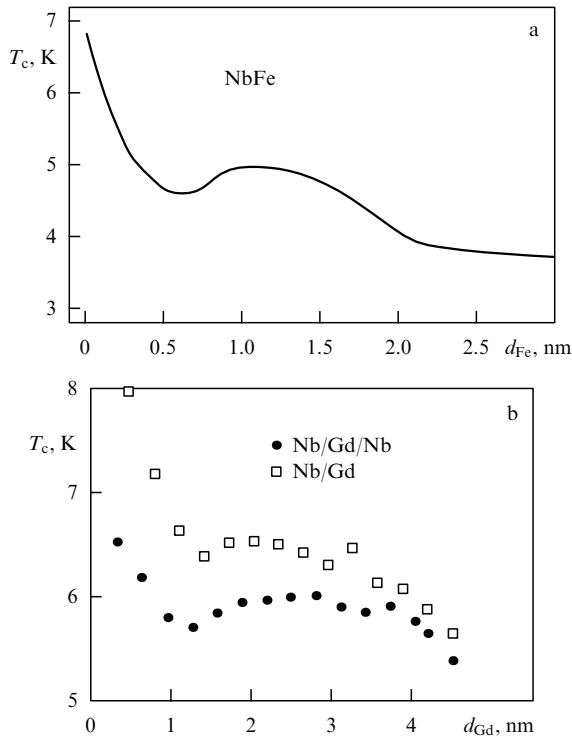 7
a
T_c, K
NbFe
6
5
4
3
0 0.5 1.0 1.5 2.0 2.5 d_Fe, nm
8
b
T_c, K
Nb/Gd/Nb
Nb/Gd
7
6
5
0 1 2 3 4 d_Gd, nm